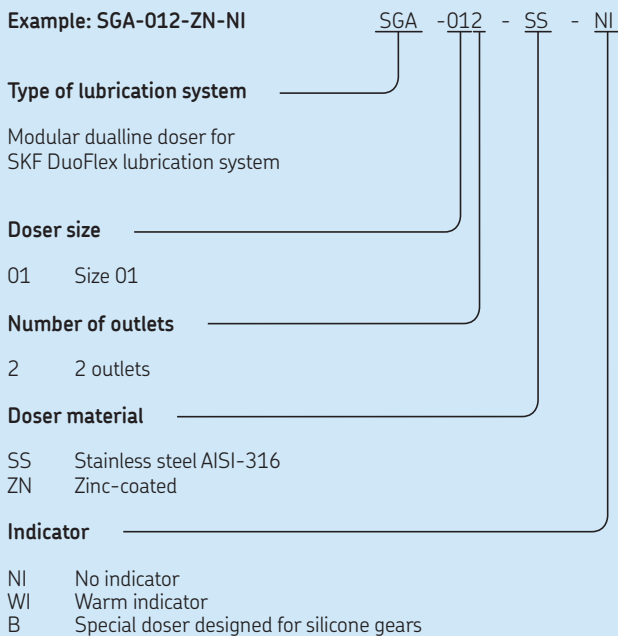 Example: SGA-012-ZN-NI SGA -012 - SS - NI
Type of lubrication system
Modular dualline doser for
SKF DuoFlex lubrication system
Doser size
01 Size 01
Number of outlets
2 2 outlets
Doser material
SS Stainless steel AISI-316
ZN Zinc-coated
Indicator
NI No indicator
WI Warm indicator
B Special doser designed for silicone gears